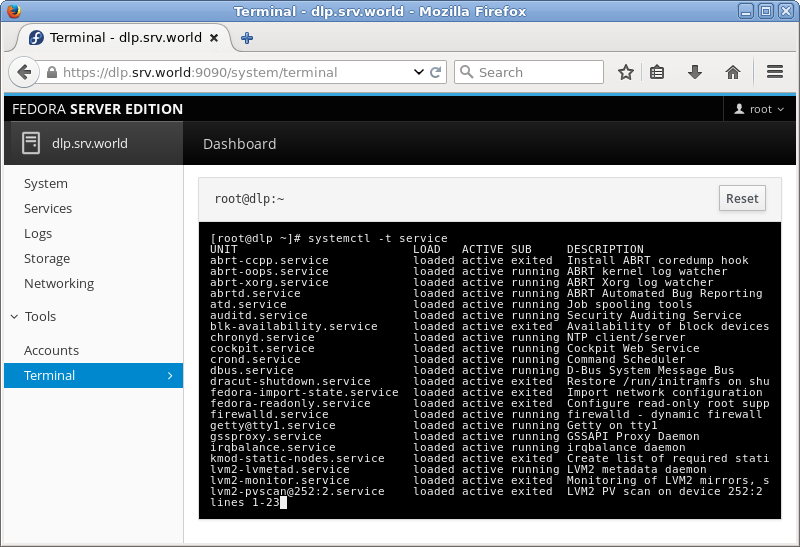 Terminal - dlp.srv.world - Mozilla Firefox
Terminal - dlp.srv.world
https://dlp.srv.world:9090/system/terminal
Search
FEDORA SERVER EDITION
root
dlp.srv.world
Dashboard
System
Services
Logs
Storage
Networking
Tools
Accounts
Terminal
root@dlp:~
Reset
[root@dlp ~]# systemctl -t service
UNIT LOAD ACTIVE SUB DESCRIPTION
abrt-ccpp.service loaded active exited Install ABRT coredump hook
abrt-oops.service loaded active running ABRT kernel log watcher
abrt-xorg.service loaded active running ABRT Xorg log watcher
abrtd.service loaded active running ABRT Automated Bug Reporting
atd.service loaded active running Job spooling tools
auditd.service loaded active running Security Auditing Service
blk-availability.service loaded active exited Availability of block devices
chronyd.service loaded active running NTP client/server
cockpit.service loaded active running Cockpit Web Service
crond.service loaded active running Command Scheduler
dbus.service loaded active running D-Bus System Message Bus
dracut-shutdown.service loaded active exited Restore /run/initramfs on shu
fedora-import-state.service loaded active exited Import network configuration
fedora-readonly.service loaded active exited Configure read-only root supp
firewalld.service loaded active running firewalld - dynamic firewall
getty@tty1.service loaded active running Getty on tty1
gssproxy.service loaded active running GSSAPI Proxy Daemon
irqbalance.service loaded active running irqbalance daemon
kmod-static-nodes.service loaded active exited Create list of required stati
lvm2-lvmetad.service loaded active running LVM2 metadata daemon
lvm2-monitor.service loaded active exited Monitoring of LVM2 mirrors, s
lvm2-pvscan@252:2.service loaded active exited LVM2 PV scan on device 252:2
lines 1-23